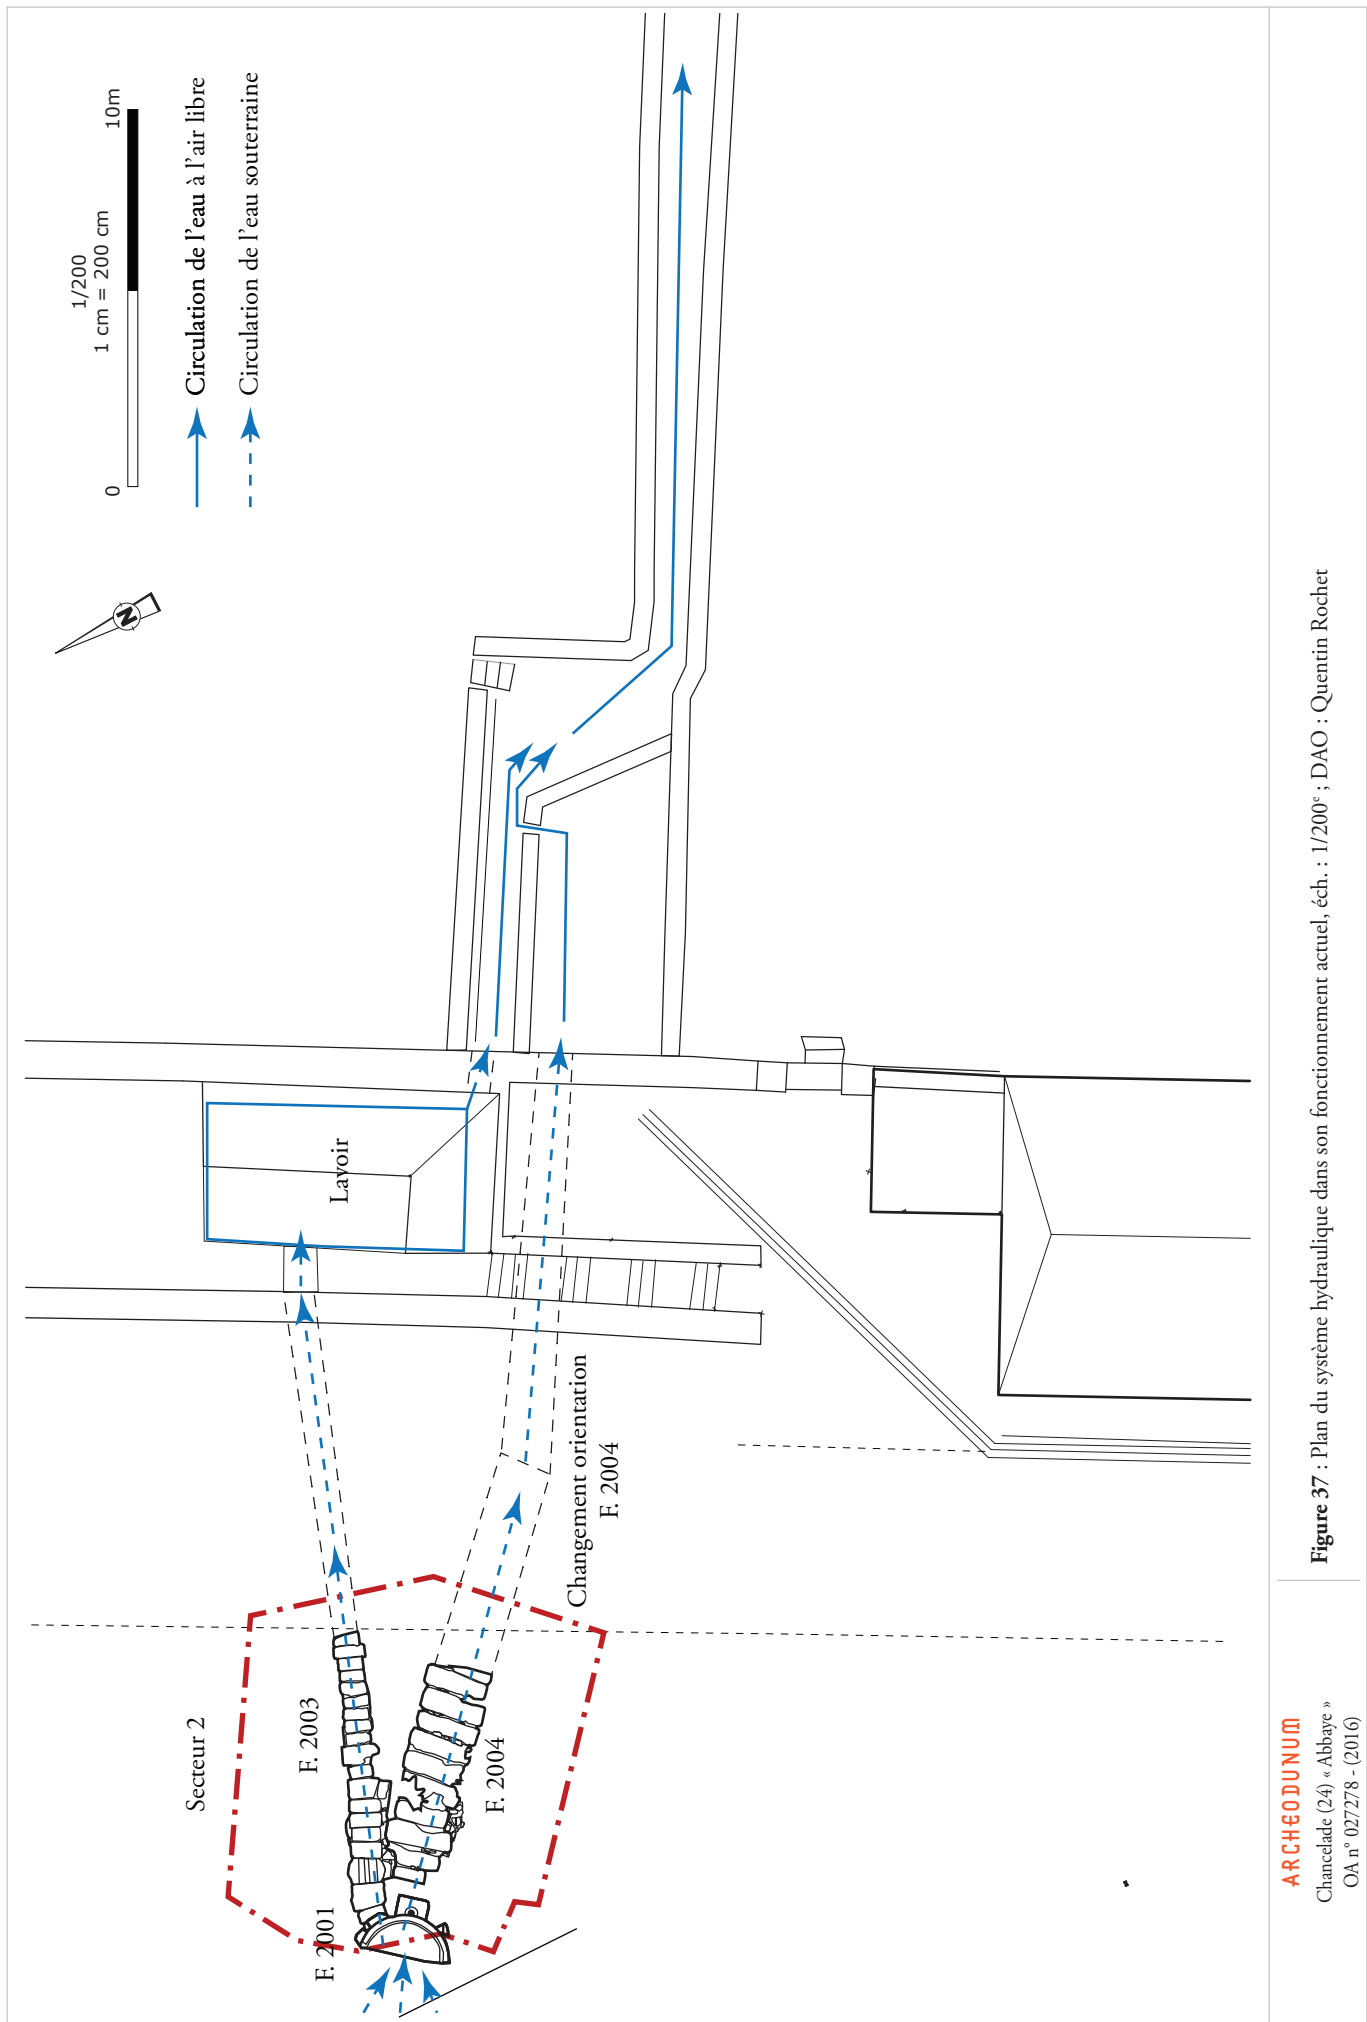 0
10m
1/200
1 cm = 200 cm
Circulation de l'eau à l'air libre
Circulation de l'eau souterraine
N
Lavoir
Changement orientation
F. 2004
Secteur 2
F. 2003
F. 2004
F. 2001
ARCHEODUNUM
Chancelade (24) « Abbaye »
OA n° 027278 - (2016)
Figure 37 : Plan du système hydraulique dans son fonctionnement actuel, éch. : 1/200e ; DAO : Quentin Rochet